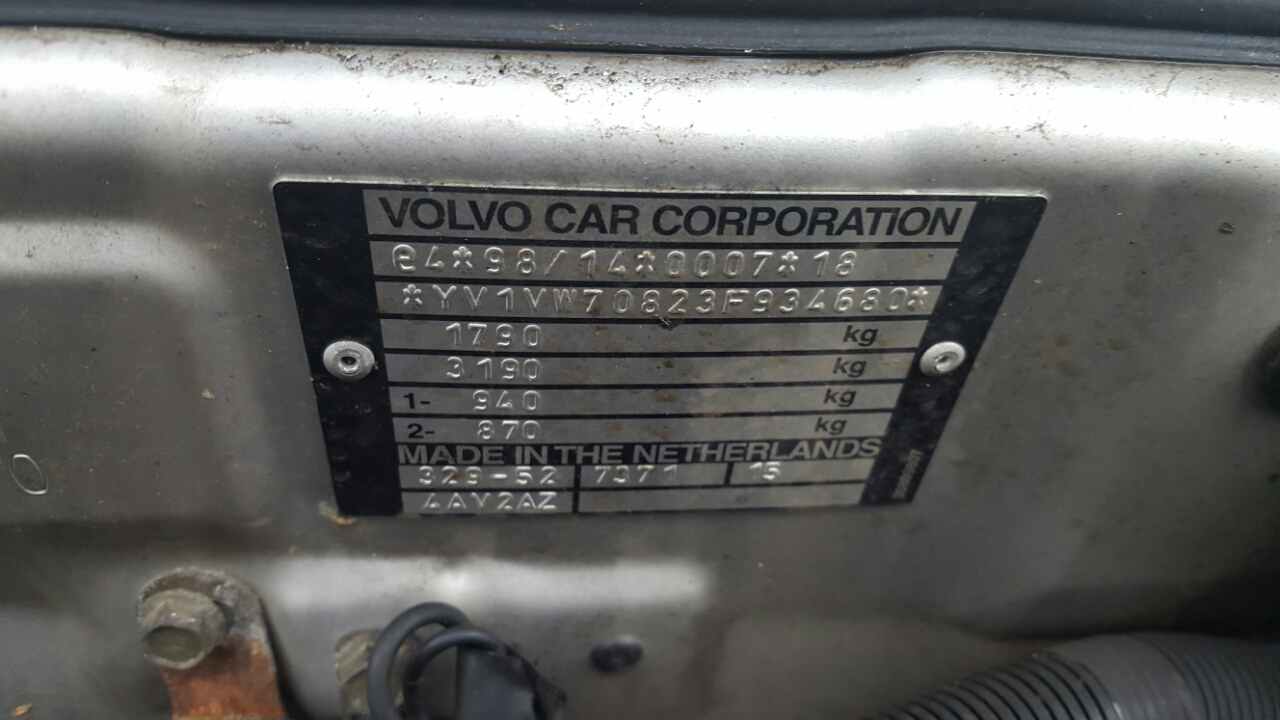 VOLVO CAR CORPORATION
e4*98/14*0007*18
*YV1VW70823F934680*
1790 kg
3190 kg
1- 940 kg
2- 870 kg
MADE IN THE NETHERLANDS
329-52 7371 15
4AY2AZ